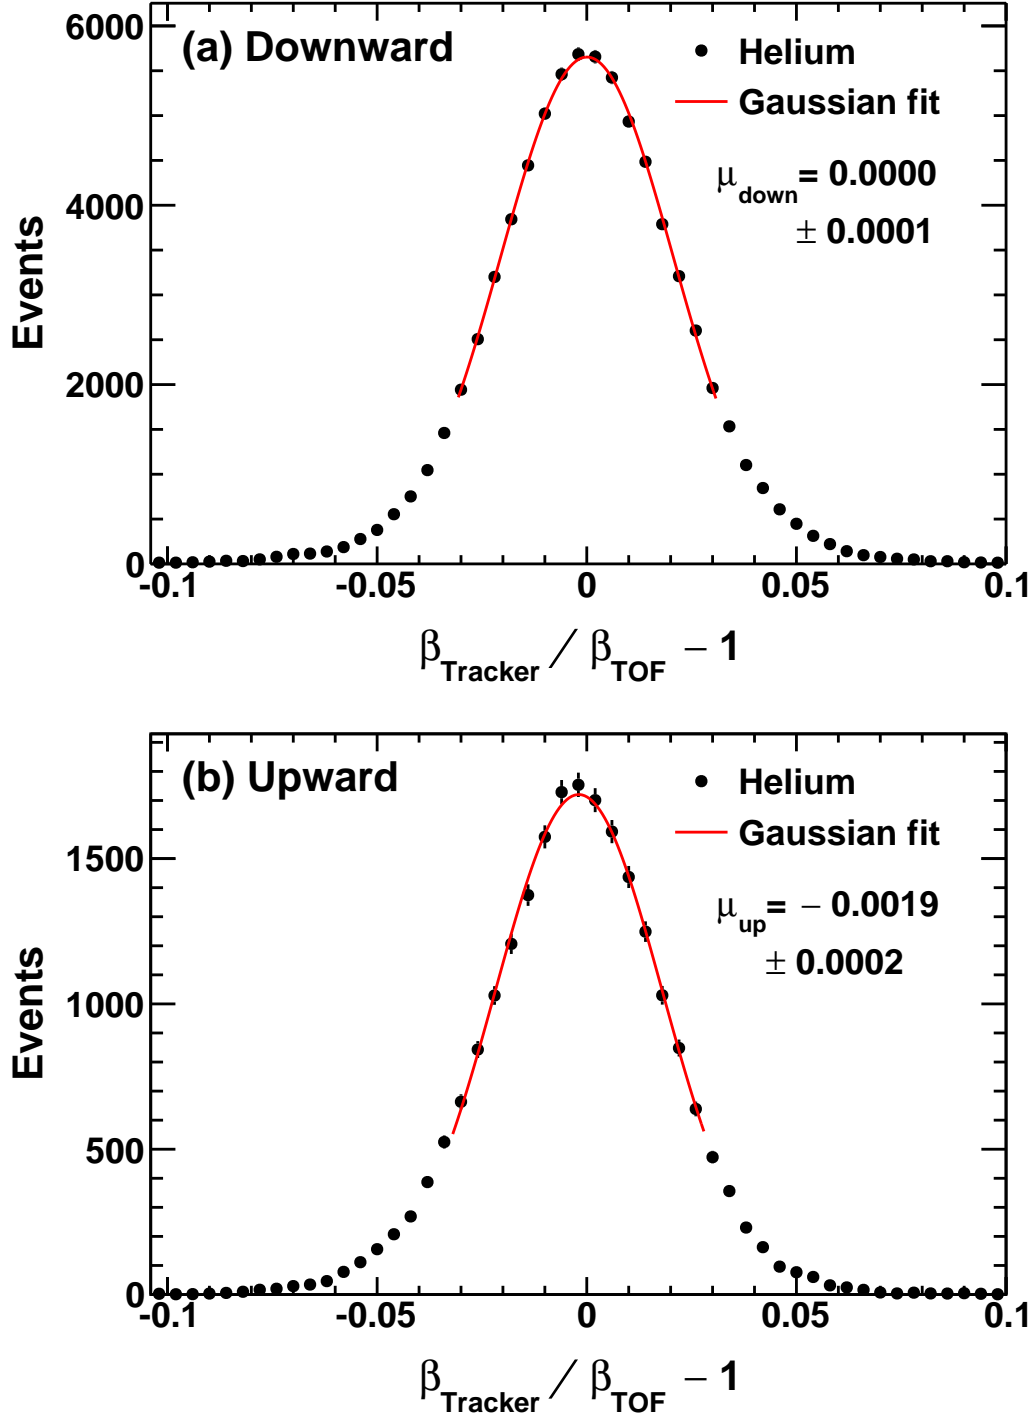 (a) Downward
Helium
Gaussian fit
μdown= 0.0000
± 0.0001
6000
4000
2000
0
Events
-0.1
-0.05
0
0.05
0.1
βTracker / βTOF − 1
(b) Upward
Helium
Gaussian fit
μup= − 0.0019
± 0.0002
1500
1000
500
0
Events
-0.1
-0.05
0
0.05
0.1
βTracker / βTOF − 1